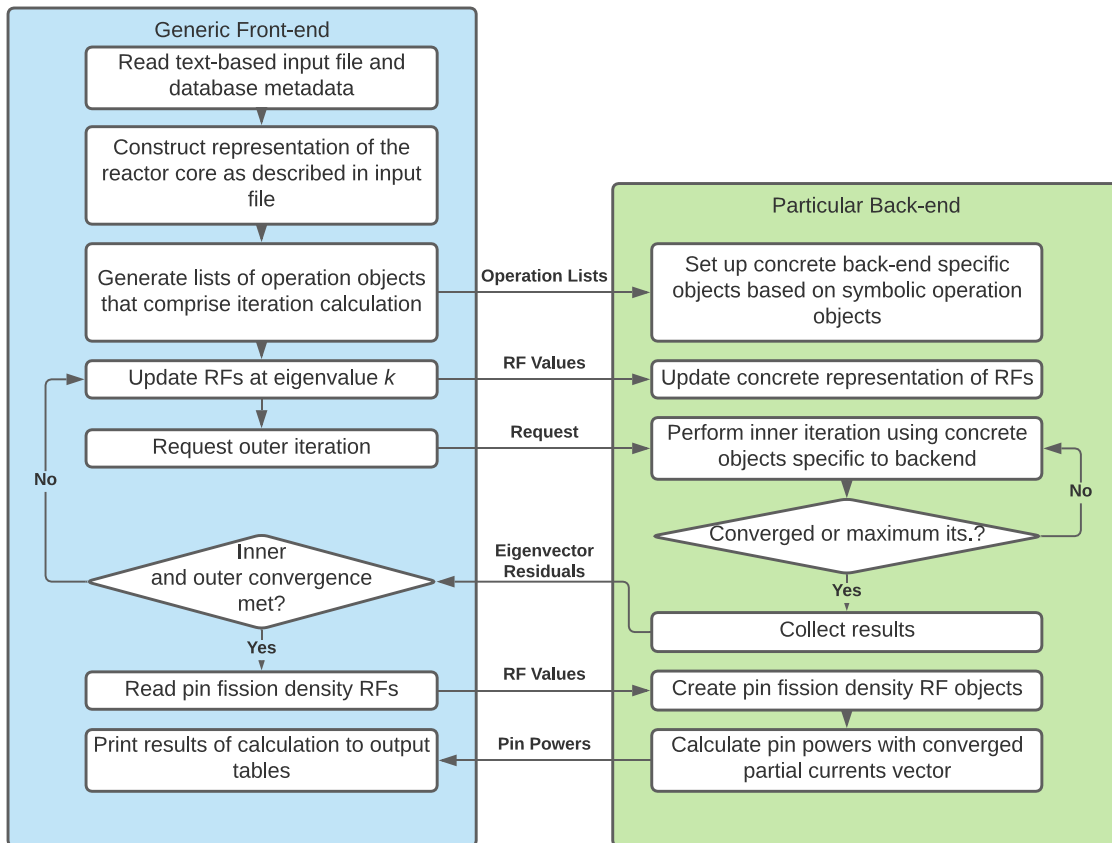 Generic Front-end
Read text-based input file and
database metadata
Construct representation of the
reactor core as described in input
file
Particular Back-end
Generate lists of operation objects
that comprise iteration calculation
Operation Lists
Set up concrete back-end specific
objects based on symbolic operation
objects
Update RFs at eigenvalue k
RF Values
Update concrete representation of RFs
Request outer iteration
Request
Perform inner iteration using concrete
objects specific to backend
No
No
Converged or maximum its.?
Inner
and outer convergence
met?
Eigenvector
Residuals
Yes
Collect results
Yes
Read pin fission density RFs
RF Values
Create pin fission density RF objects
Print results of calculation to output
tables
Pin Powers
Calculate pin powers with converged
partial currents vector